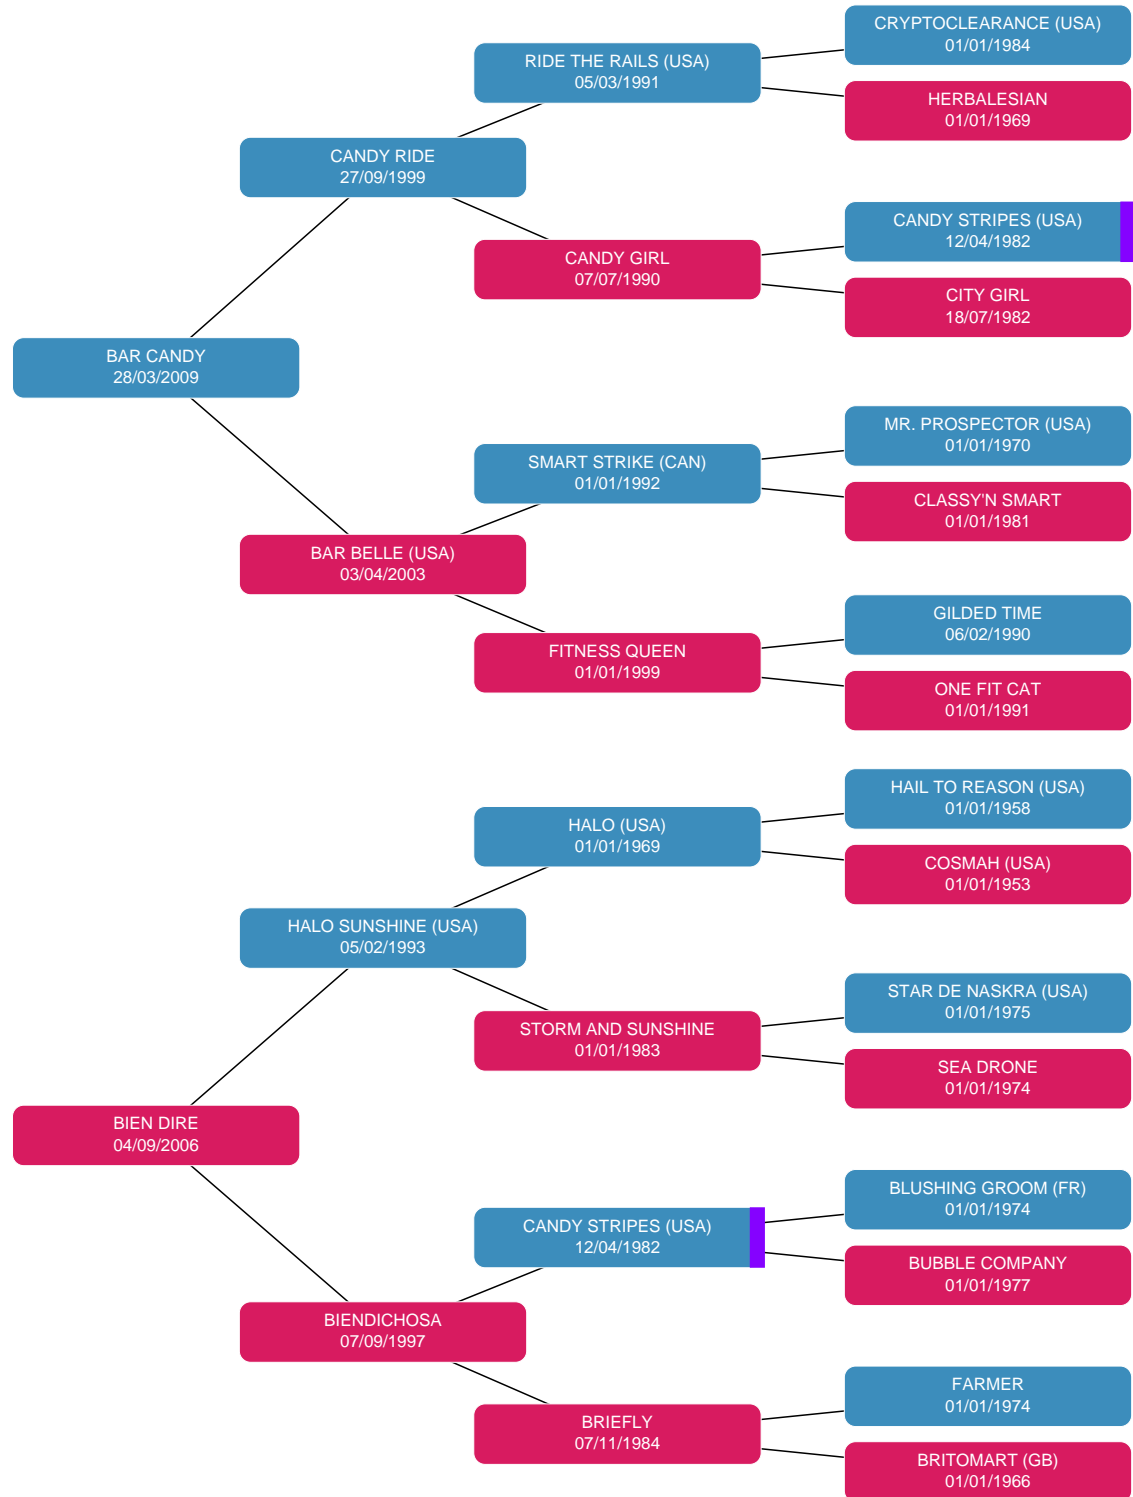 CRYPTOCLEARANCE (USA)
01/01/1984
RIDE THE RAILS (USA)
05/03/1991
HERBALESIAN
01/01/1969
CANDY RIDE
27/09/1999
CANDY STRIPES (USA)
12/04/1982
CANDY GIRL
07/07/1990
CITY GIRL
18/07/1982
BAR CANDY
28/03/2009
MR. PROSPECTOR (USA)
01/01/1970
SMART STRIKE (CAN)
01/01/1992
CLASSY'N SMART
01/01/1981
BAR BELLE (USA)
03/04/2003
GILDED TIME
06/02/1990
FITNESS QUEEN
01/01/1999
ONE FIT CAT
01/01/1991
HAIL TO REASON (USA)
01/01/1958
HALO (USA)
01/01/1969
COSMAH (USA)
01/01/1953
HALO SUNSHINE (USA)
05/02/1993
STAR DE NASKRA (USA)
01/01/1975
STORM AND SUNSHINE
01/01/1983
SEA DRONE
01/01/1974
BIEN DIRE
04/09/2006
BLUSHING GROOM (FR)
01/01/1974
CANDY STRIPES (USA)
12/04/1982
BUBBLE COMPANY
01/01/1977
BIENDICHOSA
07/09/1997
FARMER
01/01/1974
BRIEFLY
07/11/1984
BRITOMART (GB)
01/01/1966